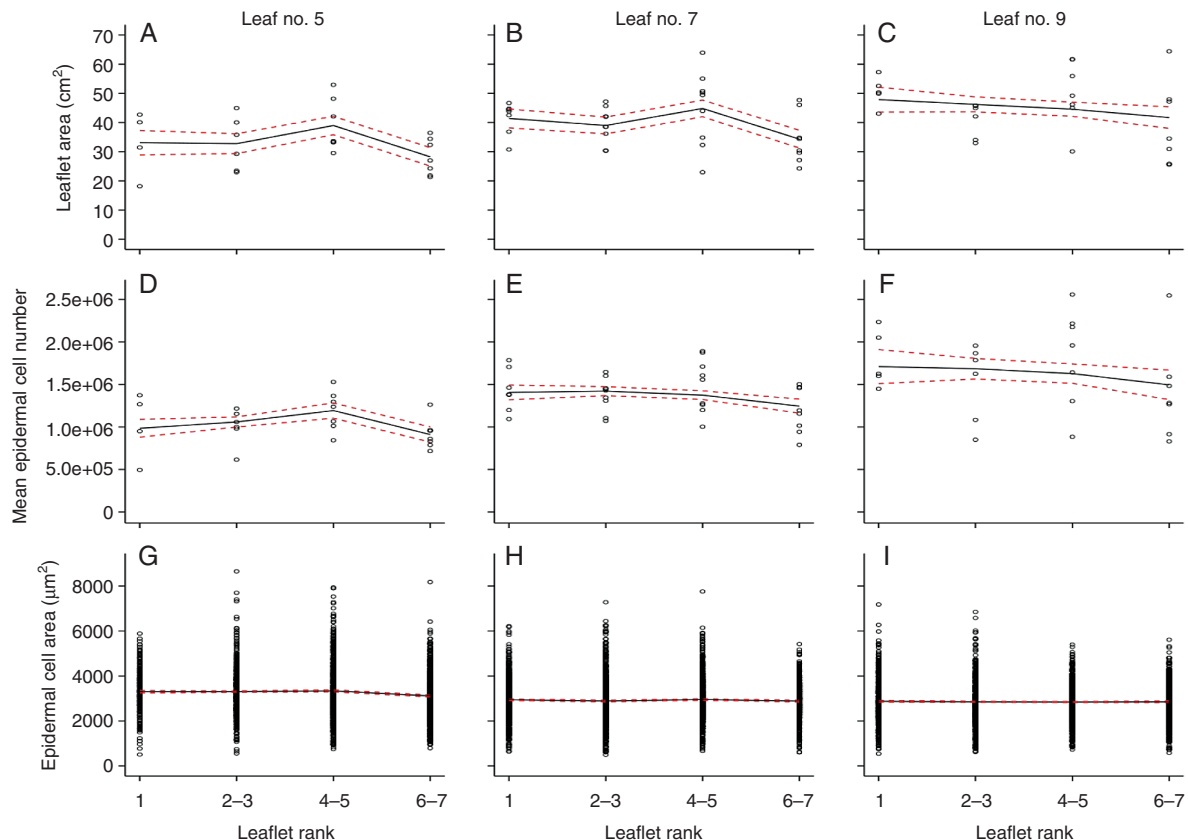 Leaf no. 5
Leaf no. 7
Leaf no. 9
A
B
C
Leaflet area (cm²)
70
60
50
40
30
20
10
0
D
E
F
Mean epidermal cell number
2.5e+06
2.0e+06
1.5e+06
1.0e+06
5.0e+05
0
G
H
I
Epidermal cell area (µm²)
8000
6000
4000
2000
0
1 2–3 4–5 6–7
1 2–3 4–5 6–7
1 2–3 4–5 6–7
Leaflet rank
Leaflet rank
Leaflet rank